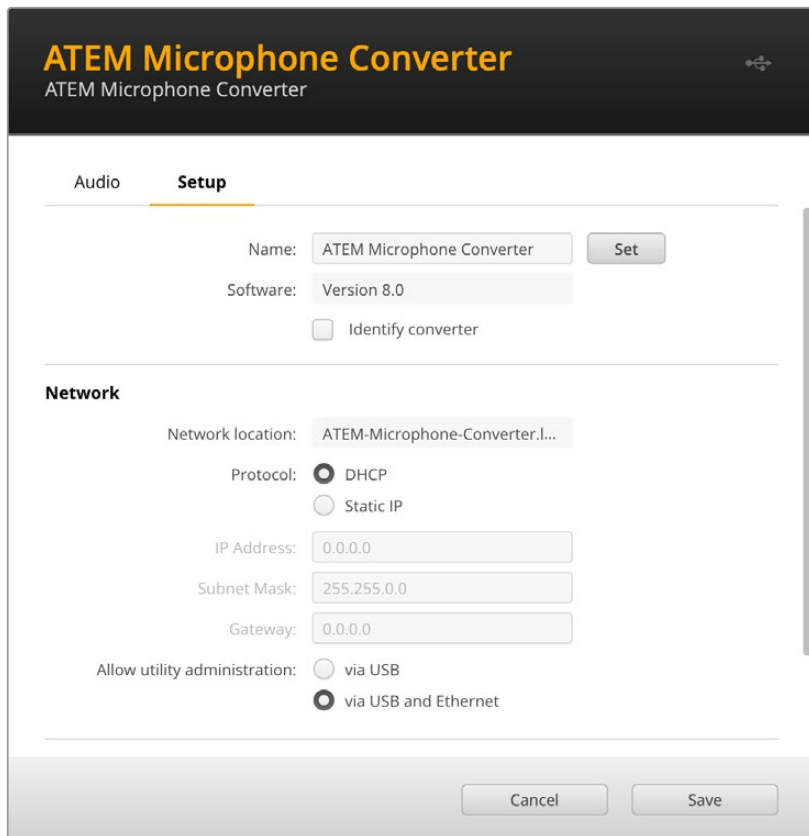 ATEM Microphone Converter
ATEM Microphone Converter
Audio Setup
Name: ATEM Microphone Converter Set
Software: Version 8.0
Identify converter
Network
Network location: ATEM-Microphone-Converter.l...
Protocol: DHCP
Static IP
IP Address: 0.0.0.0
Subnet Mask: 255.255.0.0
Gateway: 0.0.0.0
Allow utility administration: via USB
via USB and Ethernet
Cancel Save